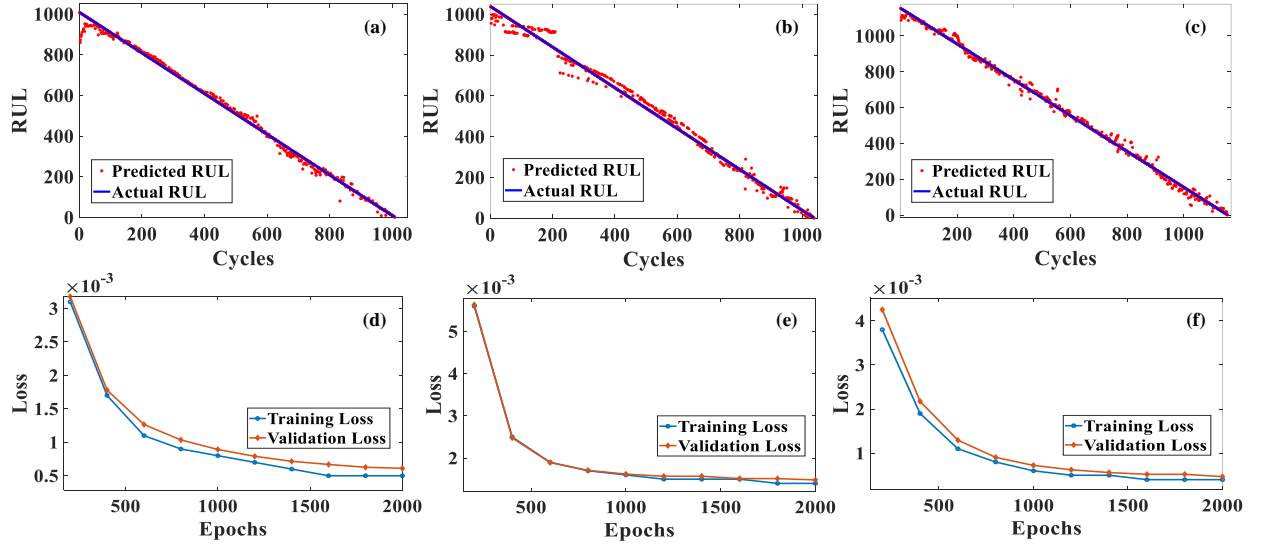 (a)
RUL
1000
800
600
400
200
0
Predicted RUL
Actual RUL
0 200 400 600 800 1000
Cycles
(b)
RUL
1000
800
600
400
200
0
Predicted RUL
Actual RUL
0 200 400 600 800 1000
Cycles
(c)
RUL
1000
800
600
400
200
0
Predicted RUL
Actual RUL
200 400 600 800 1000
Cycles
×10-3
(d)
Loss
3
2.5
2
1.5
1
0.5
Training Loss
Validation Loss
500 1000 1500 2000
Epochs
×10-3
(e)
Loss
5
4
3
2
Training Loss
Validation Loss
500 1000 1500 2000
Epochs
×10-3
(f)
Loss
4
3
2
1
Training Loss
Validation Loss
500 1000 1500 2000
Epochs